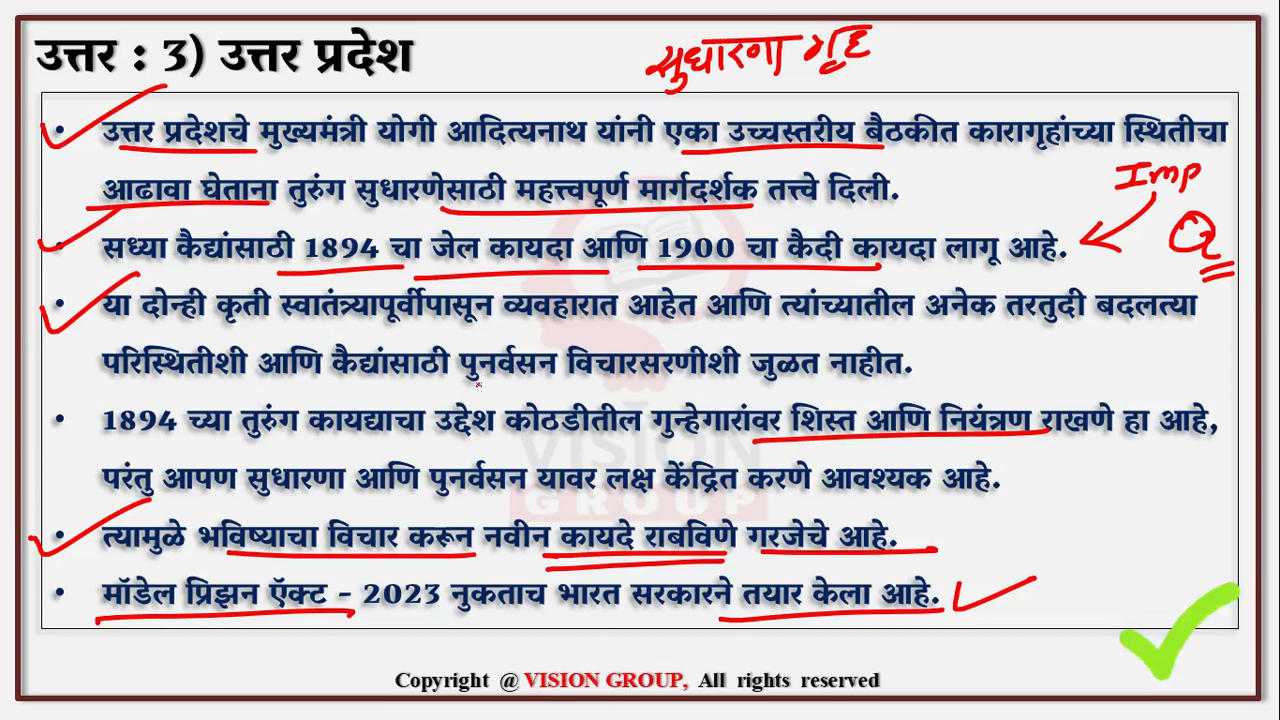 उत्तर : 3) उत्तर प्रदेश
सुधारणा गृह
• उत्तर प्रदेशचे मुख्यमंत्री योगी आदित्यनाथ यांनी एका उच्चस्तरीय बैठकीत कारागृहांच्या स्थितीचा
आढावा घेताना तुरुंग सुधारणेसाठी महत्त्वपूर्ण मार्गदर्शक तत्त्वे दिली.
Imp
• सध्या कैद्यांसाठी 1894 चा जेल कायदा आणि 1900 चा कैदी कायदा लागू आहे.
Q
• या दोन्ही कृती स्वातंत्र्यापूर्वीपासून व्यवहारात आहेत आणि त्यांच्यातील अनेक तरतुदी बदलत्या
परिस्थितीशी आणि कैद्यांसाठी पुनर्वसन विचारसरणीशी जुळत नाहीत.
• 1894 च्या तुरुंग कायद्याचा उद्देश कोठडीतील गुन्हेगारांवर शिस्त आणि नियंत्रण राखणे हा आहे,
परंतु आपण सुधारणा आणि पुनर्वसन यावर लक्ष केंद्रित करणे आवश्यक आहे.
VISION
GROUP
• त्यामुळे भविष्याचा विचार करून नवीन कायदे राबविणे गरजेचे आहे.
• मॉडेल प्रिझन ऍक्ट - 2023 नुकताच भारत सरकारने तयार केला आहे.
Copyright @ VISION GROUP, All rights reserved